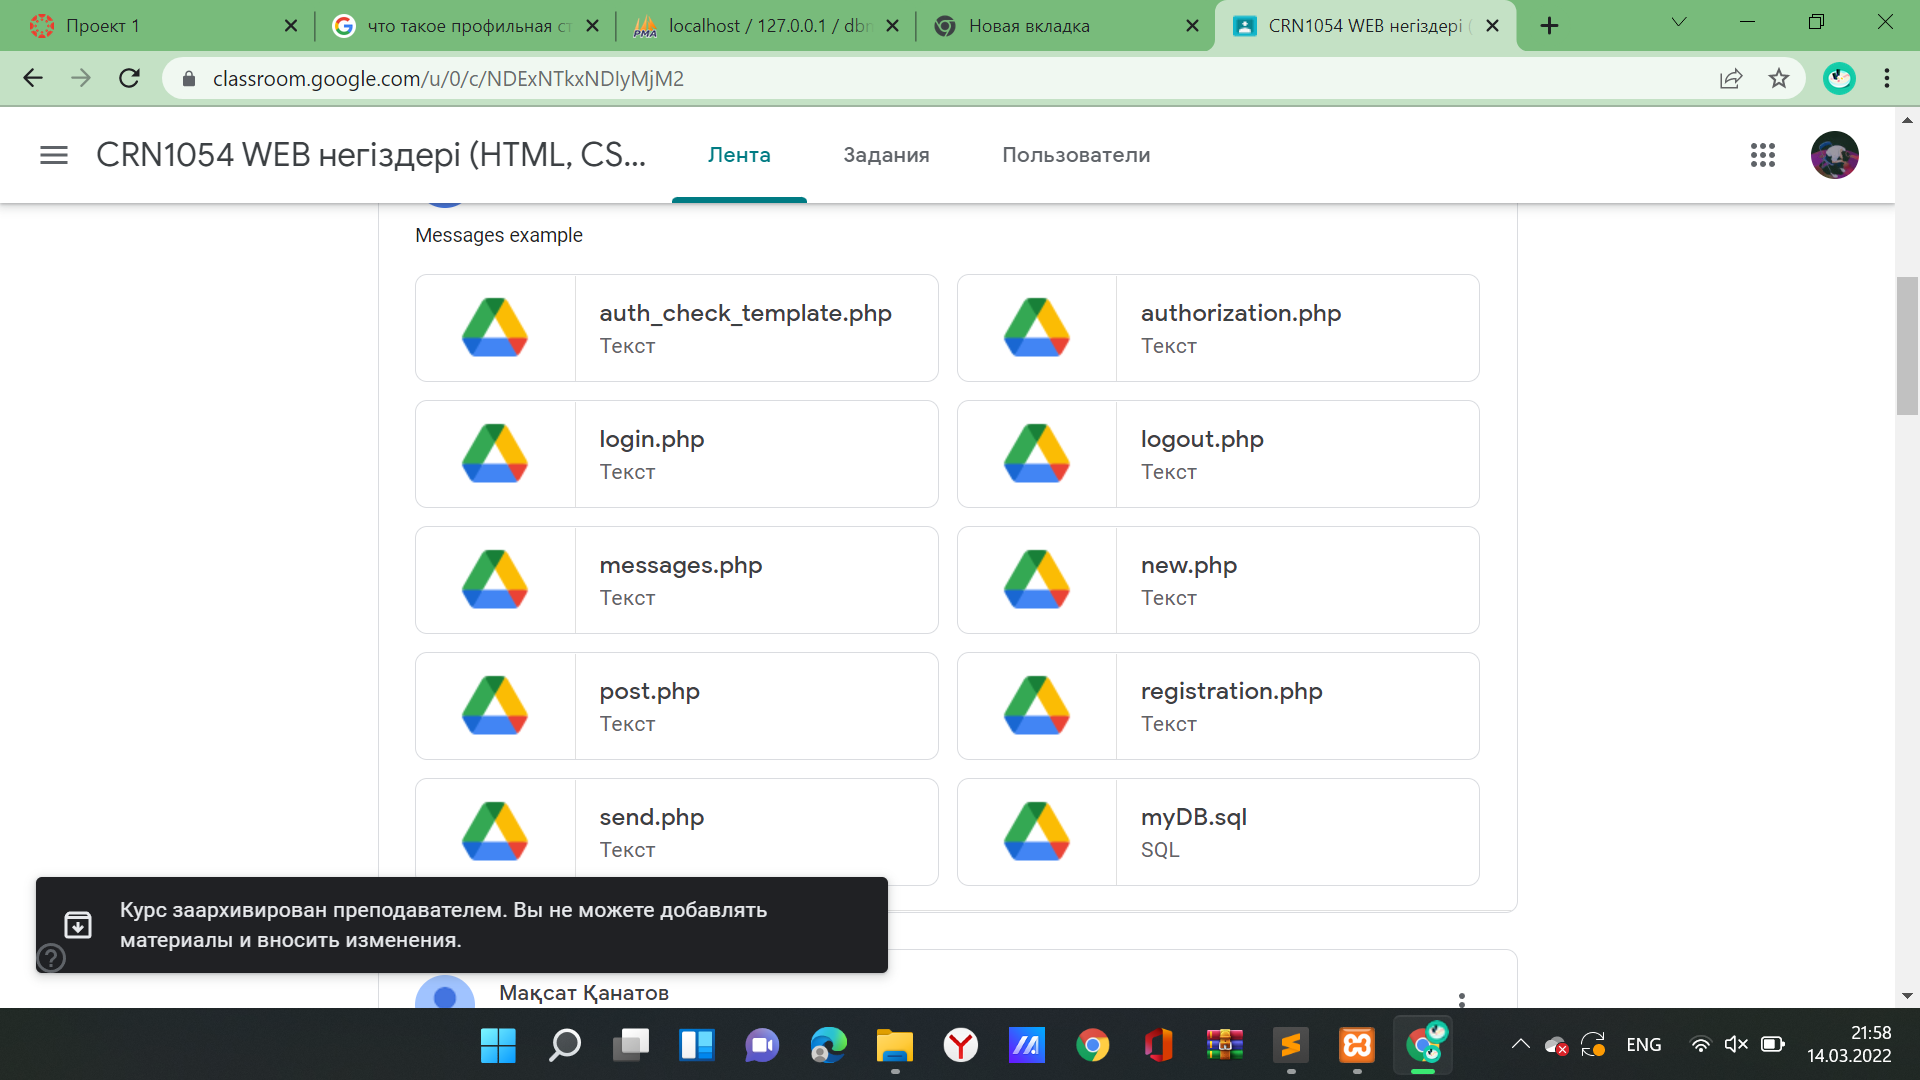 Проект 1
что такое профильная ст
localhost / 127.0.0.1 / dbn
Новая вкладка
CRN1054 WEB негіздері (
classroom.google.com/u/0/c/NDExNTkxNDIyMjM2
CRN1054 WEB негіздері (HTML, CS...
Лента
Задания
Пользователи
Messages example
auth_check_template.php
Текст
authorization.php
Текст
login.php
Текст
logout.php
Текст
messages.php
Текст
new.php
Текст
post.php
Текст
registration.php
Текст
send.php
Текст
myDB.sql
SQL
Курс заархивирован преподавателем. Вы не можете добавлять
материалы и вносить изменения.
Мақсат Қанатов
ENG
21:58
14.03.2022